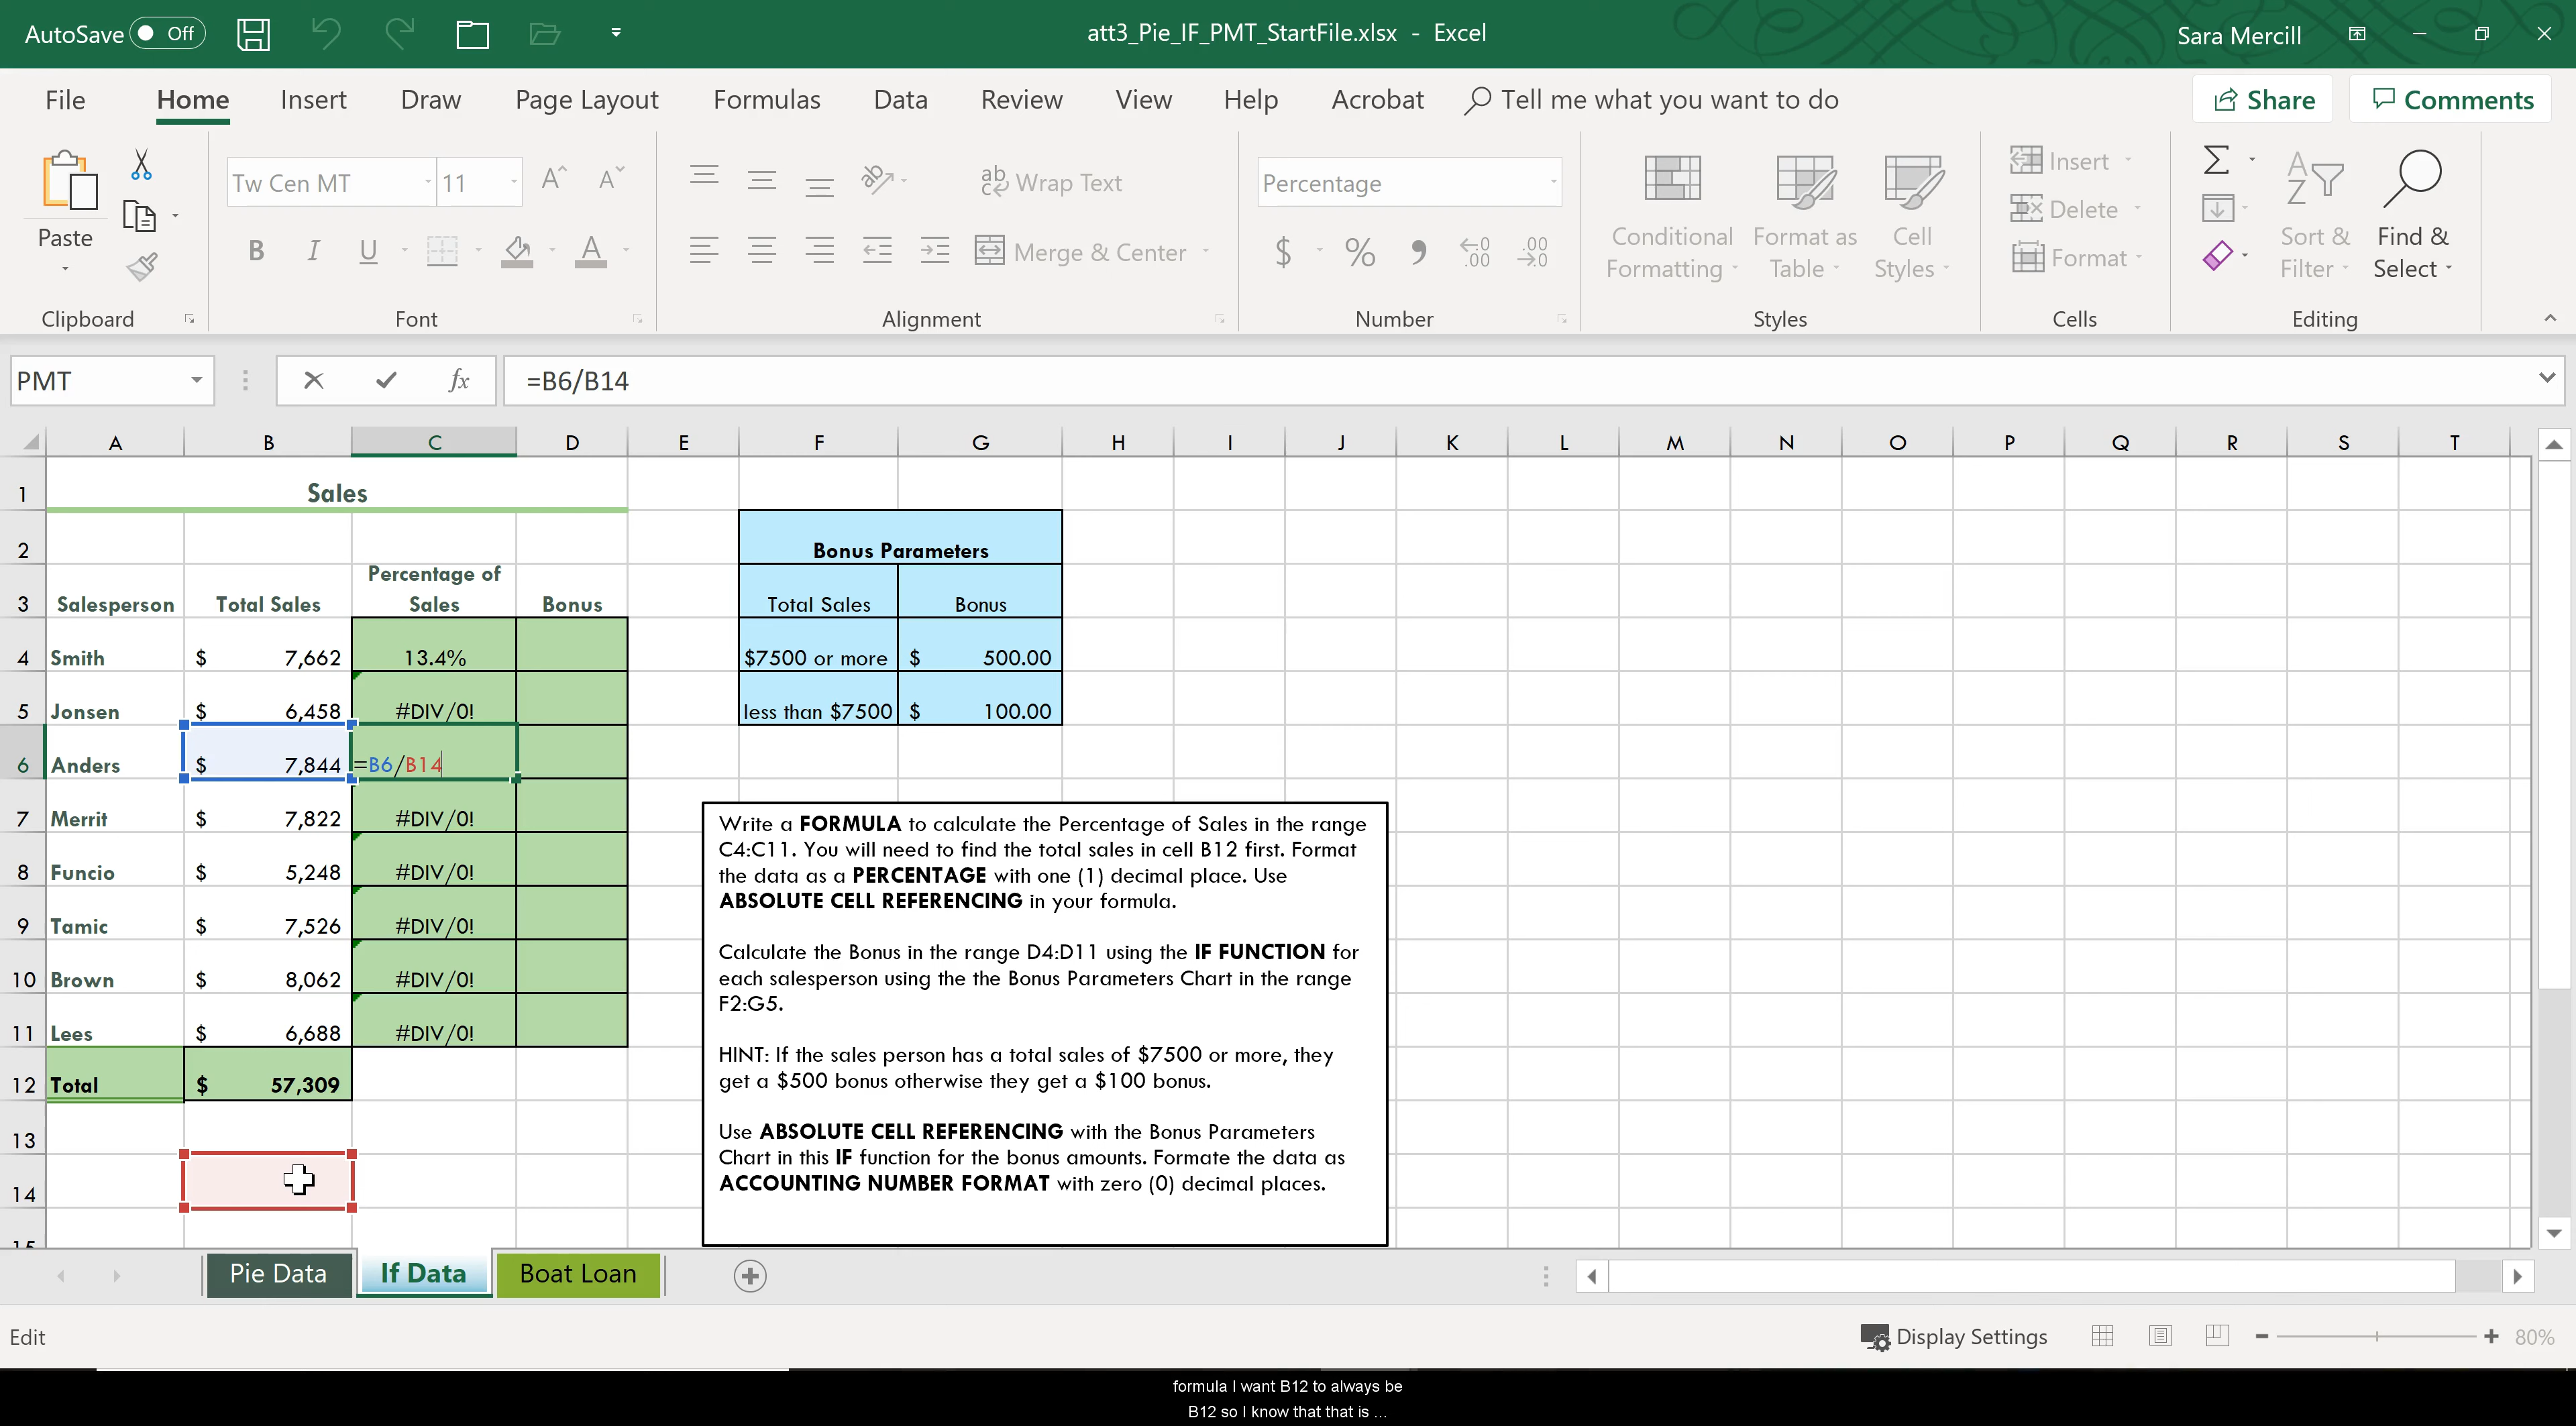 AutoSave Off att3_Pie_IF_PMT_StartFile.xlsx - Excel Sara Mercill
File Home Insert Draw Page Layout Formulas Data Review View Help Acrobat Tell me what you want to do Share Comments
Paste
Tw Cen MT 11
B I U A
ab Wrap Text
Merge & Center
Percentage
$ % ,
Conditional Formatting
Format as Table
Cell Styles
Insert
Delete
Format
Sort & Filter
Find & Select
Clipboard Font Alignment Number Styles Cells Editing
PMT fx =B6/B14
A B C D E F G H I J K L M N O P Q R S T
1 Sales
2 Bonus Parameters
3 Salesperson Total Sales Percentage of Sales Bonus Total Sales Bonus
4 Smith $ 7,662 13.4% $7500 or more $ 500.00
5 Jonsen $ 6,458 #DIV/0! less than $7500 $ 100.00
6 Anders $ 7,844 =B6/B14
7 Merrit $ 7,822 #DIV/0!
8 Funcio $ 5,248 #DIV/0!
9 Tamic $ 7,526 #DIV/0!
10 Brown $ 8,062 #DIV/0!
11 Lees $ 6,688 #DIV/0!
12 Total $ 57,309
13
14
15
Write a FORMULA to calculate the Percentage of Sales in the range
C4:C11. You will need to find the total sales in cell B12 first. Format
the data as a PERCENTAGE with one (1) decimal place. Use
ABSOLUTE CELL REFERENCING in your formula.
Calculate the Bonus in the range D4:D11 using the IF FUNCTION for
each salesperson using the the Bonus Parameters Chart in the range
F2:G5.
HINT: If the sales person has a total sales of $7500 or more, they
get a $500 bonus otherwise they get a $100 bonus.
Use ABSOLUTE CELL REFERENCING with the Bonus Parameters
Chart in this IF function for the bonus amounts. Formate the data as
ACCOUNTING NUMBER FORMAT with zero (0) decimal places.
Pie Data If Data Boat Loan
Edit Display Settings 80%
formula I want B12 to always be
B12 so I know that that is ...